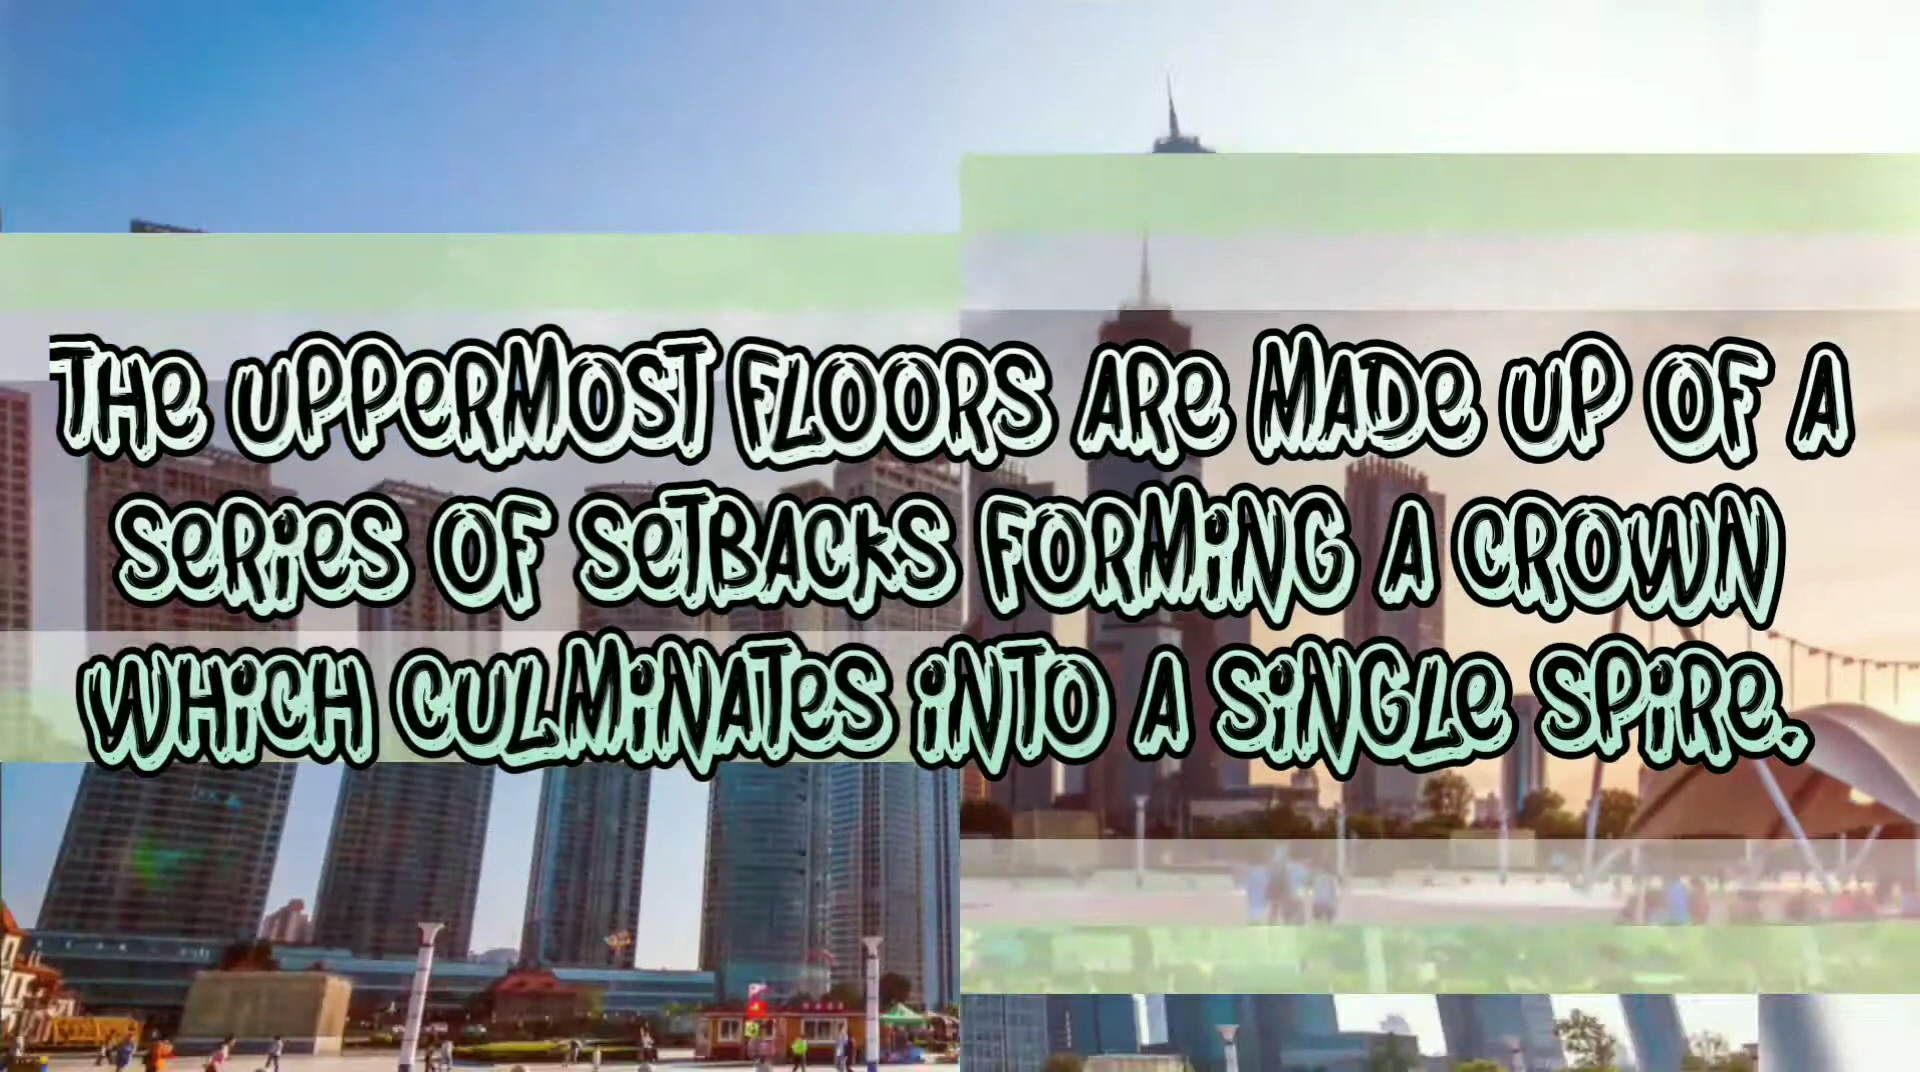 The uppermost floors are made up of a
series of setbacks forming a crown
which culminates into a single spire.